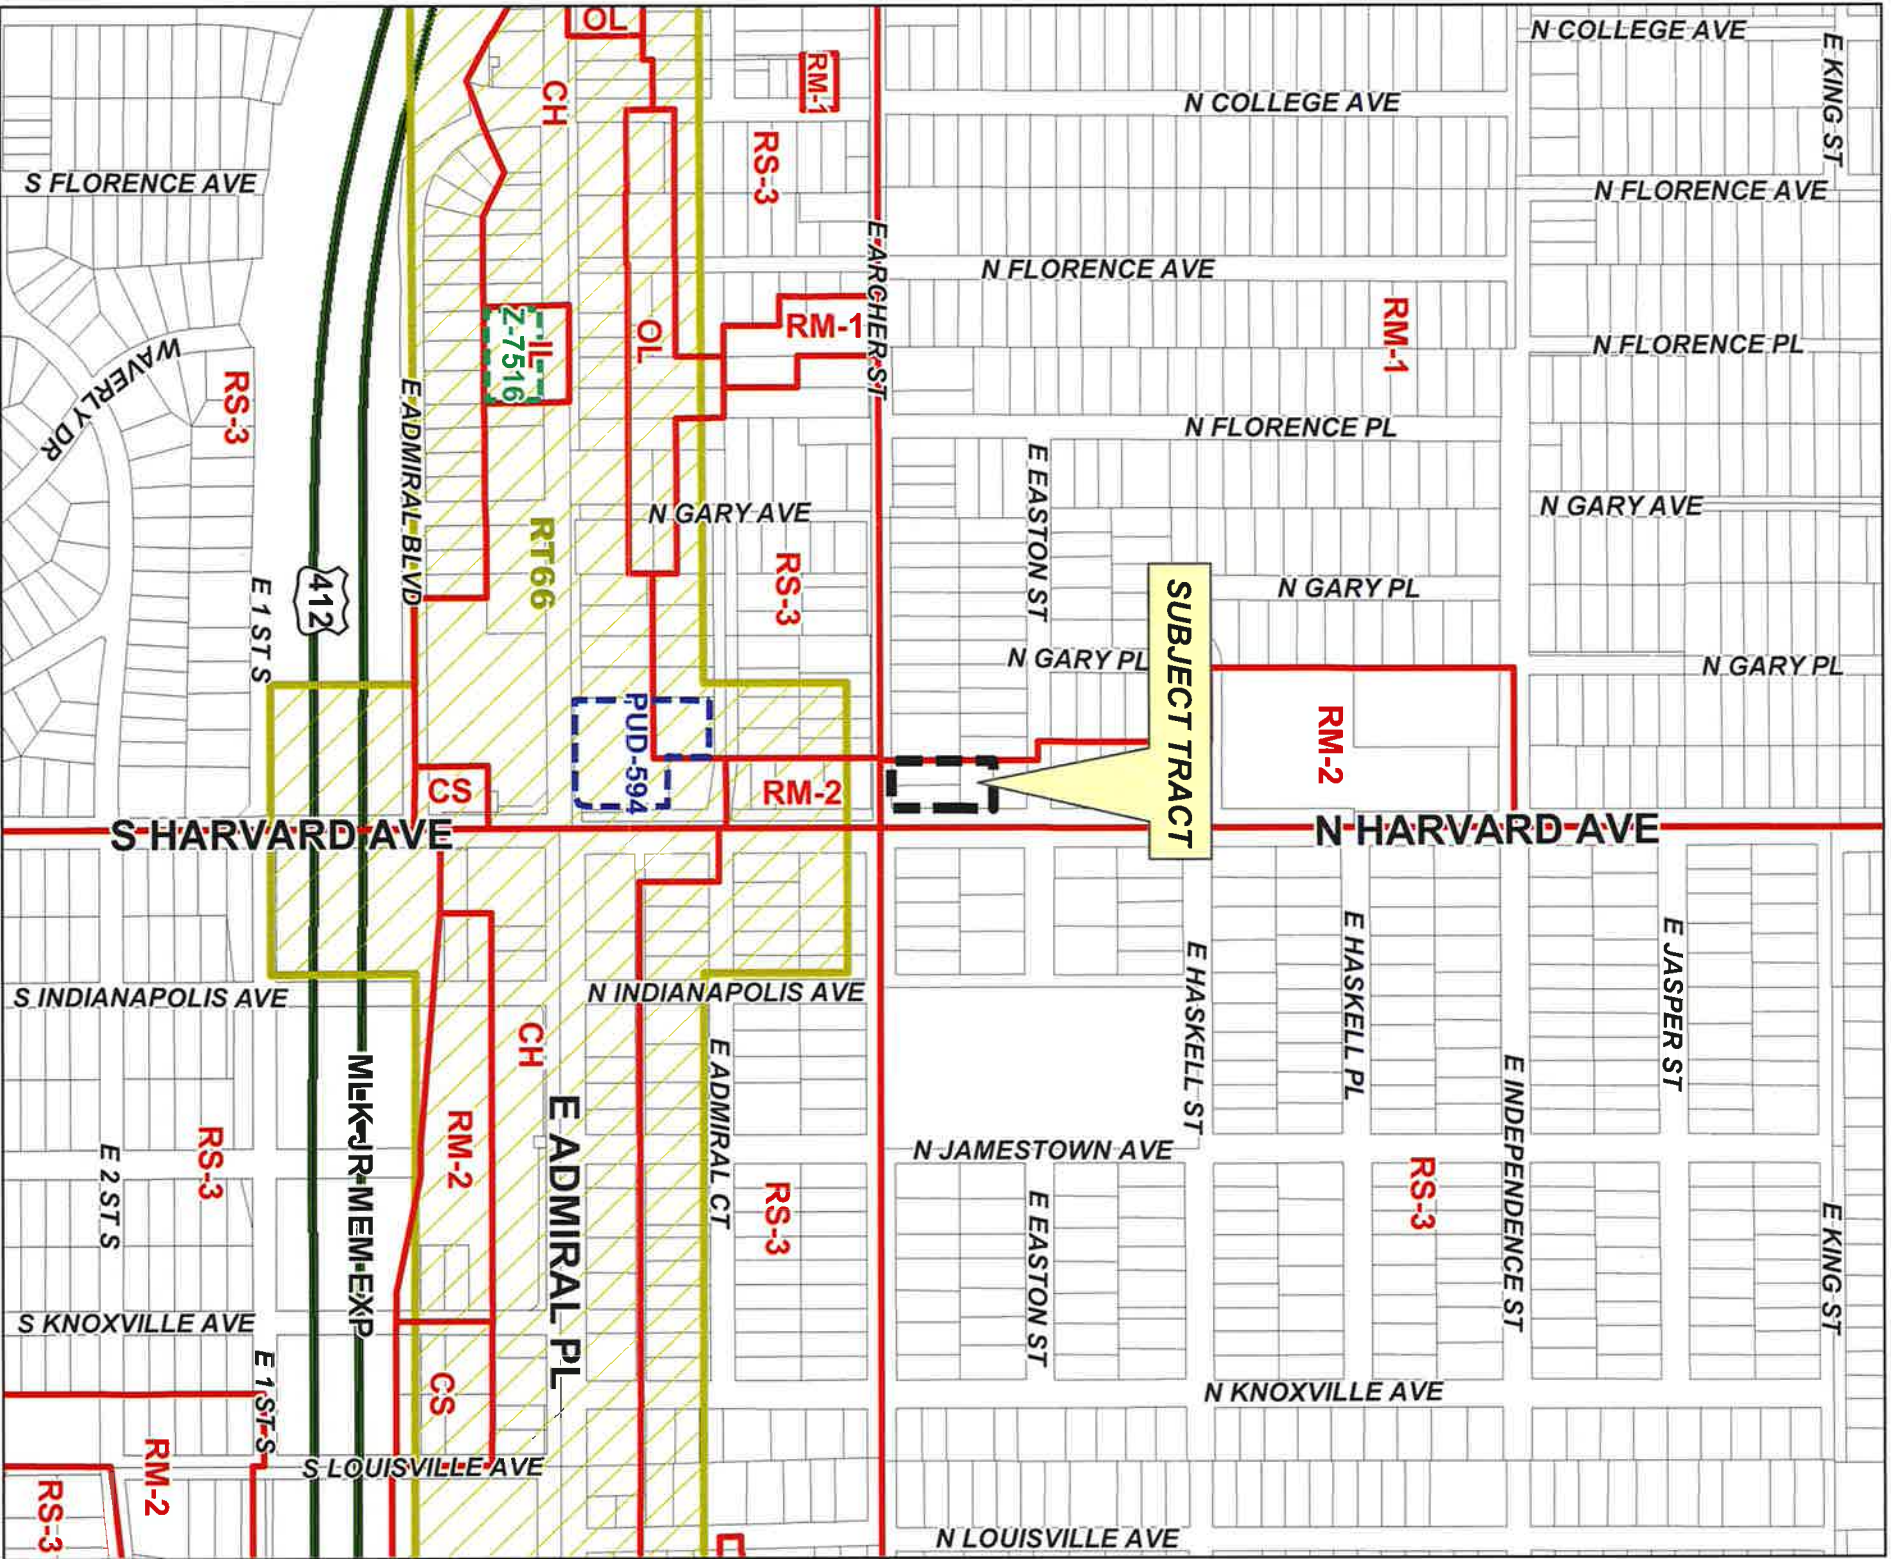 OL
N COLLEGE AVE
E KING ST
CH
RM-1
N COLLEGE AVE
RS-3
S FLORENCE AVE
N FLORENCE AVE
E ARCHER ST
N FLORENCE AVE
RM-1
RM-1
Z-7516
IL
OL
N FLORENCE PL
WAVERLY DR
RS-3
E ADMIRAL BLVD
N FLORENCE PL
E EASTON ST
N GARY AVE
N GARY AVE
RT66
RS-3
412
E 1 ST S
SUBJECT TRACT
N GARY PL
N GARY PL
N GARY PL
PUD-594
RM-2
CS
RM-2
S HARVARD AVE
N HARVARD AVE
E HASKELL ST
E HASKELL PL
E JASPER ST
S INDIANAPOLIS AVE
N INDIANAPOLIS AVE
CH
E ADMIRAL CT
MLK JR MEM EXP
E INDEPENDENCE ST
E ADMIRAL PL
RM-2
RS-3
E 2 ST S
N JAMESTOWN AVE
RS-3
RS-3
E EASTON ST
E KING ST
S KNOXVILLE AVE
E 1 ST S
CS
N KNOXVILLE AVE
RM-2
S LOUISVILLE AVE
RS-3
N LOUISVILLE AVE